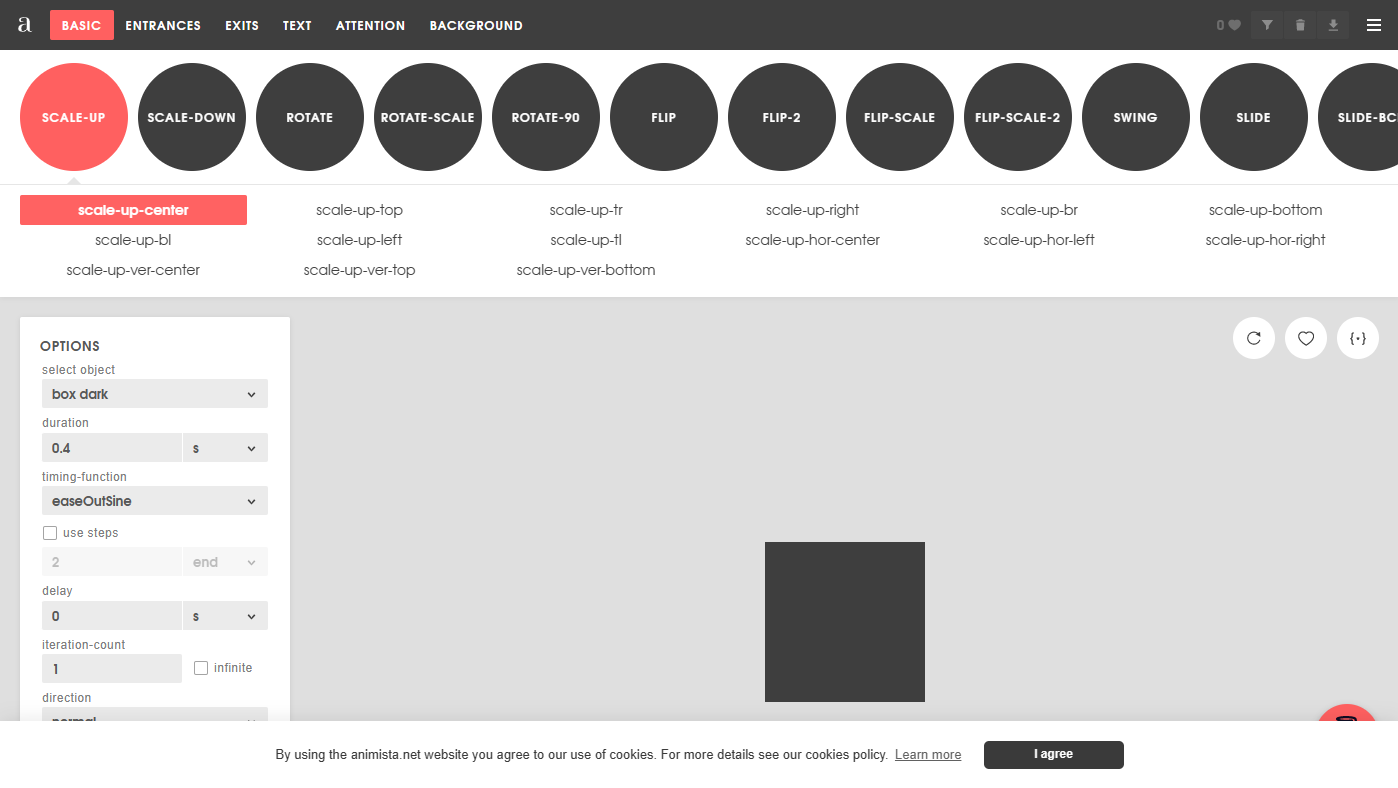 a BASIC ENTRANCES EXITS TEXT ATTENTION BACKGROUND 0
SCALE-UP SCALE-DOWN ROTATE ROTATE-SCALE ROTATE-90 FLIP FLIP-2 FLIP-SCALE FLIP-SCALE-2 SWING SLIDE SLIDE-BC
scale-up-center scale-up-top scale-up-tr scale-up-right scale-up-br scale-up-bottom
scale-up-bl scale-up-left scale-up-tl scale-up-hor-center scale-up-hor-left scale-up-hor-right
scale-up-ver-center scale-up-ver-top scale-up-ver-bottom
OPTIONS
select object
box dark
duration
0.4 s
timing-function
easeOutSine
use steps
2 end
delay
0 s
iteration-count
1 infinite
direction
normal
By using the animista.net website you agree to our use of cookies. For more details see our cookies policy. Learn more I agree